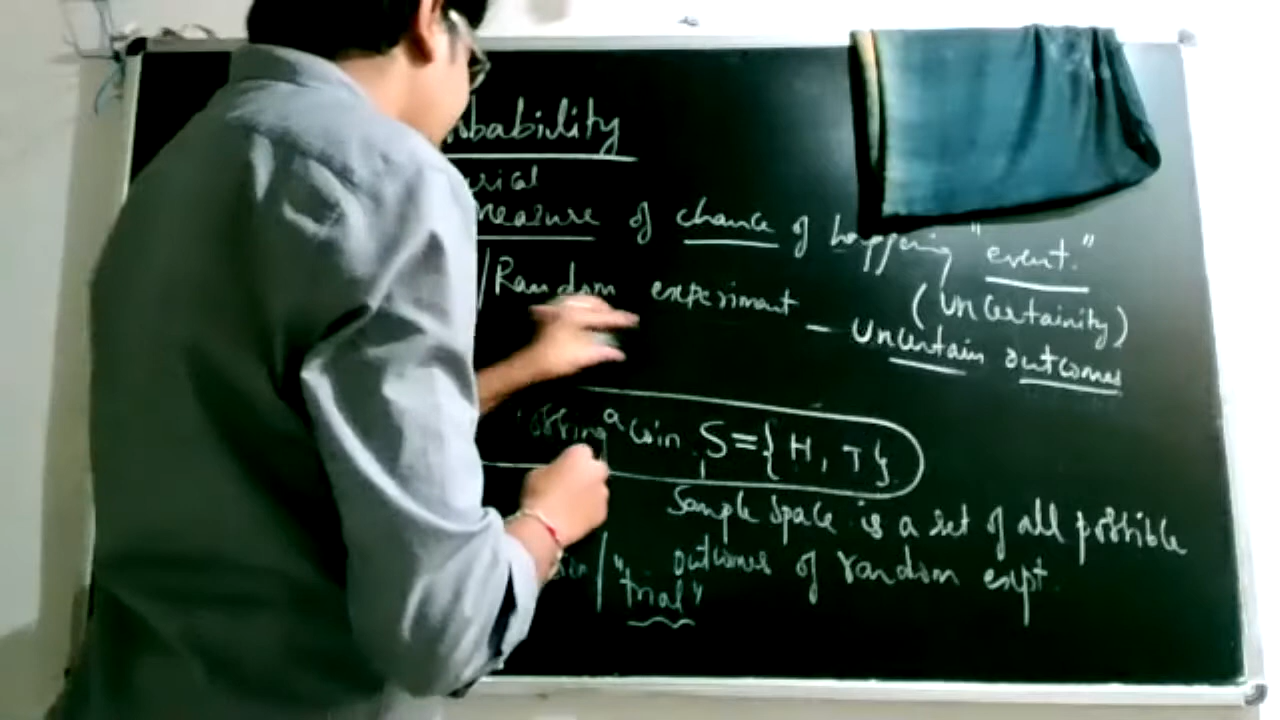 obability
erical
measure of chance of happening "event."
/Random experiment (Uncertainity)
– Uncertain outcomes
tossing a coin S={H, T}
Sample space is a set of all possible
outcomes of random expt.
/ "trial"